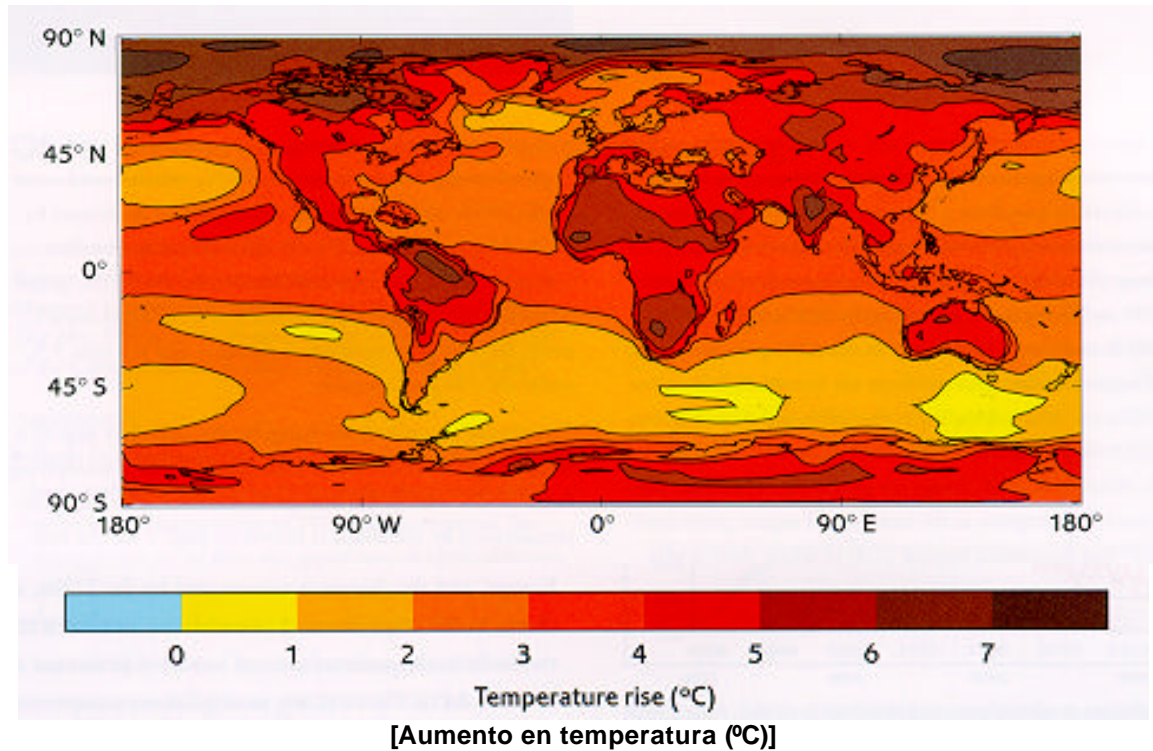 90° N
45° N
0°
45° S
90° S
180° 90° W 0° 90° E 180°
0 1 2 3 4 5 6 7
Temperature rise (°C)
[Aumento en temperatura (ºC)]